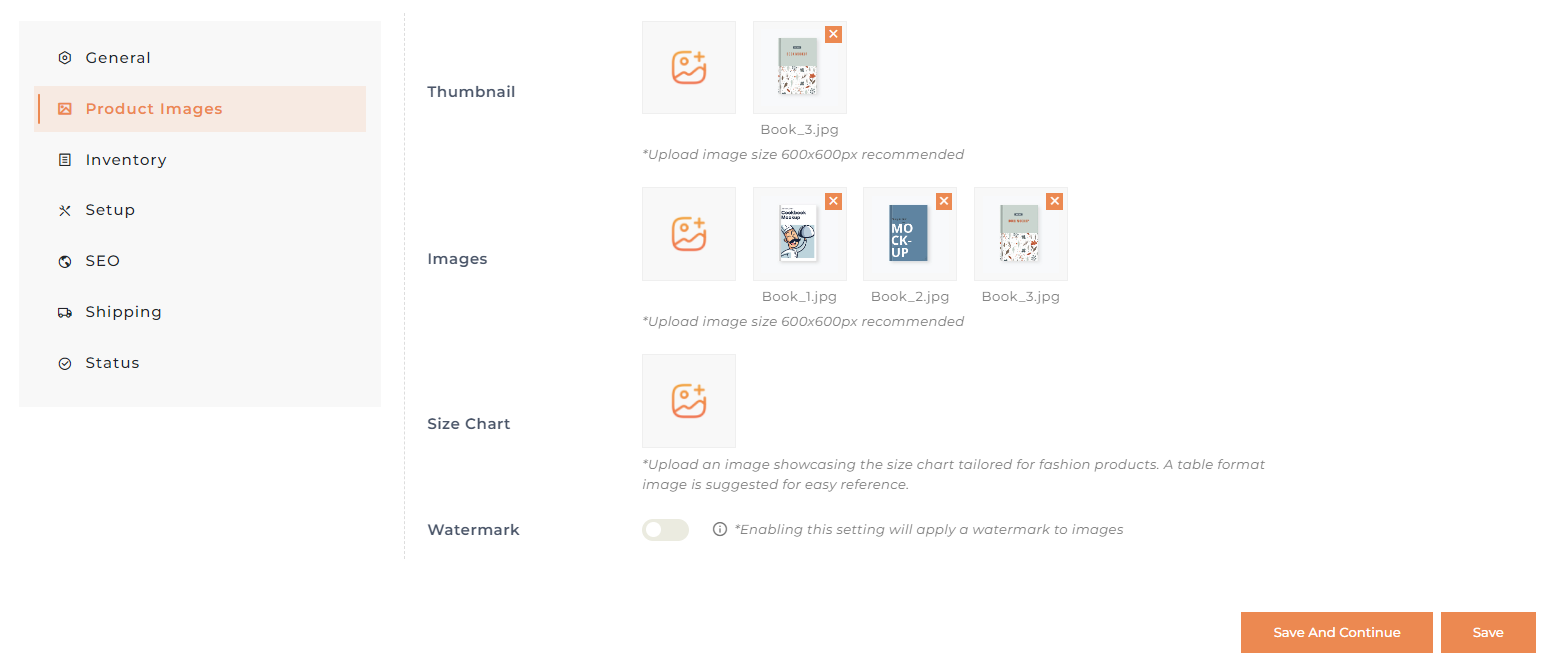 General
Product Images
Inventory
Setup
SEO
Shipping
Status
Thumbnail
Book_3.jpg
*Upload image size 600x600px recommended
Images
Cookbook
Mockup
MO
CK-
UP
Book_1.jpg
Book_2.jpg
Book_3.jpg
*Upload image size 600x600px recommended
Size Chart
*Upload an image showcasing the size chart tailored for fashion products. A table format
image is suggested for easy reference.
Watermark
*Enabling this setting will apply a watermark to images
Save And Continue
Save